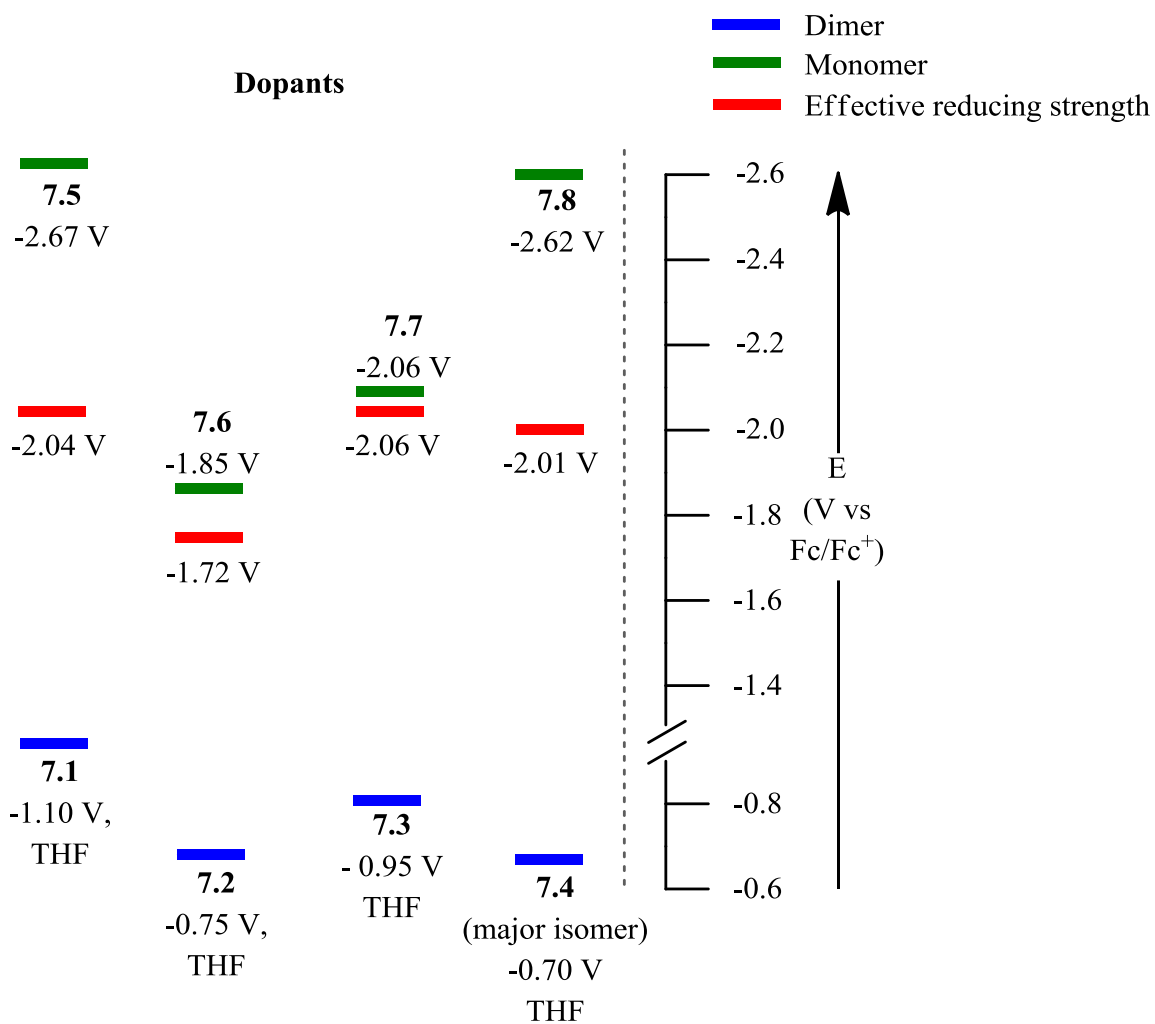 Dimer
Monomer
Effective reducing strength
Dopants
7.5
-2.67 V
-2.04 V
7.1
-1.10 V,
THF
7.6
-1.85 V
-1.72 V
7.2
-0.75 V,
THF
7.7
-2.06 V
-2.06 V
7.3
- 0.95 V
THF
7.8
-2.62 V
-2.01 V
7.4
(major isomer)
-0.70 V
THF
-2.6
-2.4
-2.2
-2.0
-1.8
-1.6
-1.4
-0.8
-0.6
E
(V vs
Fc/Fc⁺)